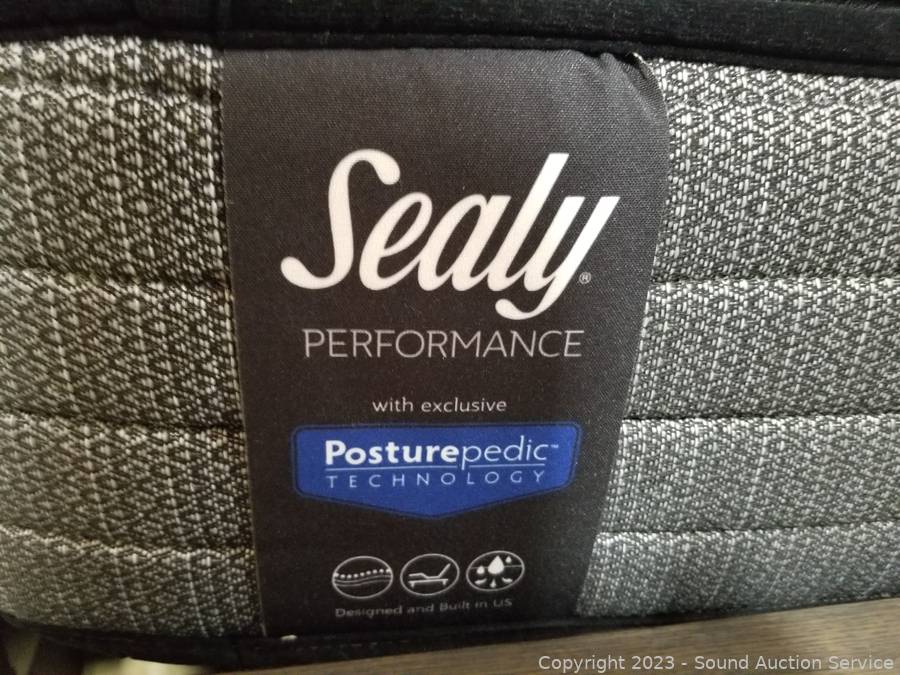 Sealy®
PERFORMANCE
with exclusive
Posturepedic™
TECHNOLOGY
Designed and Built in US
Copyright 2023 - Sound Auction Service